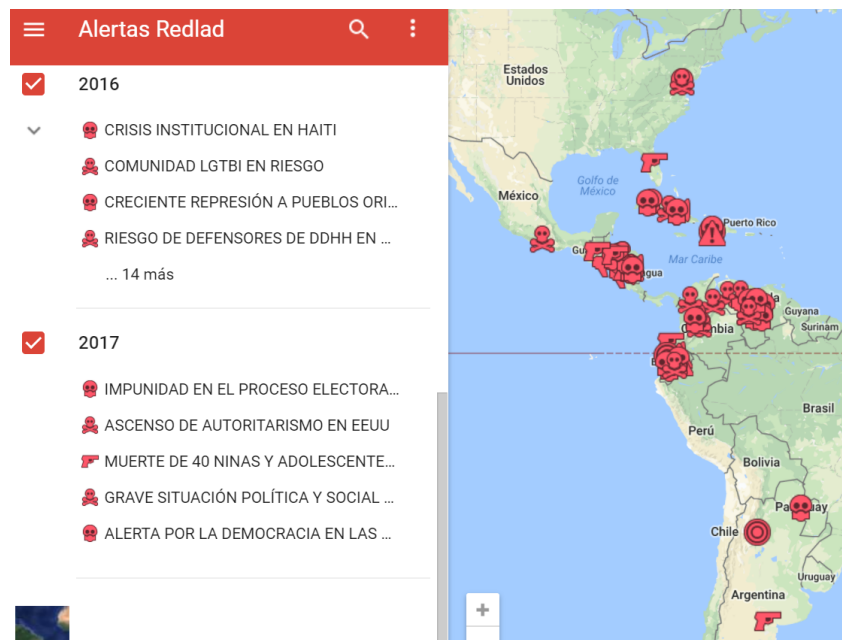 Alertas Redlad
2016
CRISIS INSTITUCIONAL EN HAITI
COMUNIDAD LGTBI EN RIESGO
CRECIENTE REPRESIÓN A PUEBLOS ORI...
RIESGO DE DEFENSORES DE DDHH EN ...
... 14 más
2017
IMPUNIDAD EN EL PROCESO ELECTORA...
ASCENSO DE AUTORITARISMO EN EEUU
MUERTE DE 40 NINAS Y ADOLESCENTE...
GRAVE SITUACIÓN POLÍTICA Y SOCIAL ...
ALERTA POR LA DEMOCRACIA EN LAS ...
Estados
Unidos
Golfo de
México
México
Puerto Rico
Mar Caribe
Guyana
Surinam
Brasil
Perú
Bolivia
Chile
Uruguay
Argentina
+